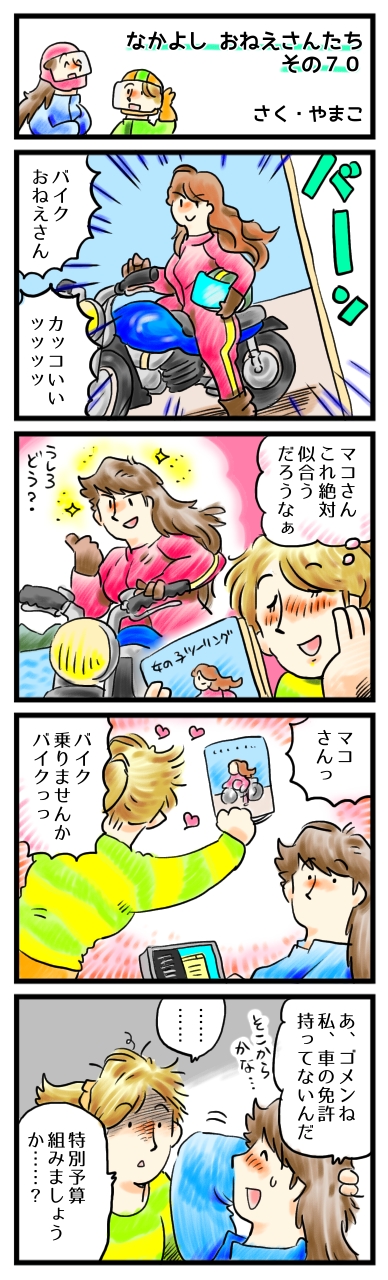 なかよし おねえさんたち
その７０
さく・やまこ
バーン
バイク
おねえさん
カッコいい
ッッッッ
マコさん
これ絶対
似合う
だろうなぁ
うしろ
どう？
女の子ツーリング
マコ
さんっ
バイク
乗りませんか
バイクっっ
あ、ゴメンね
私、車の免許
持ってないんだ
そこから
かな…
………
特別予算
組みましょう
か……？